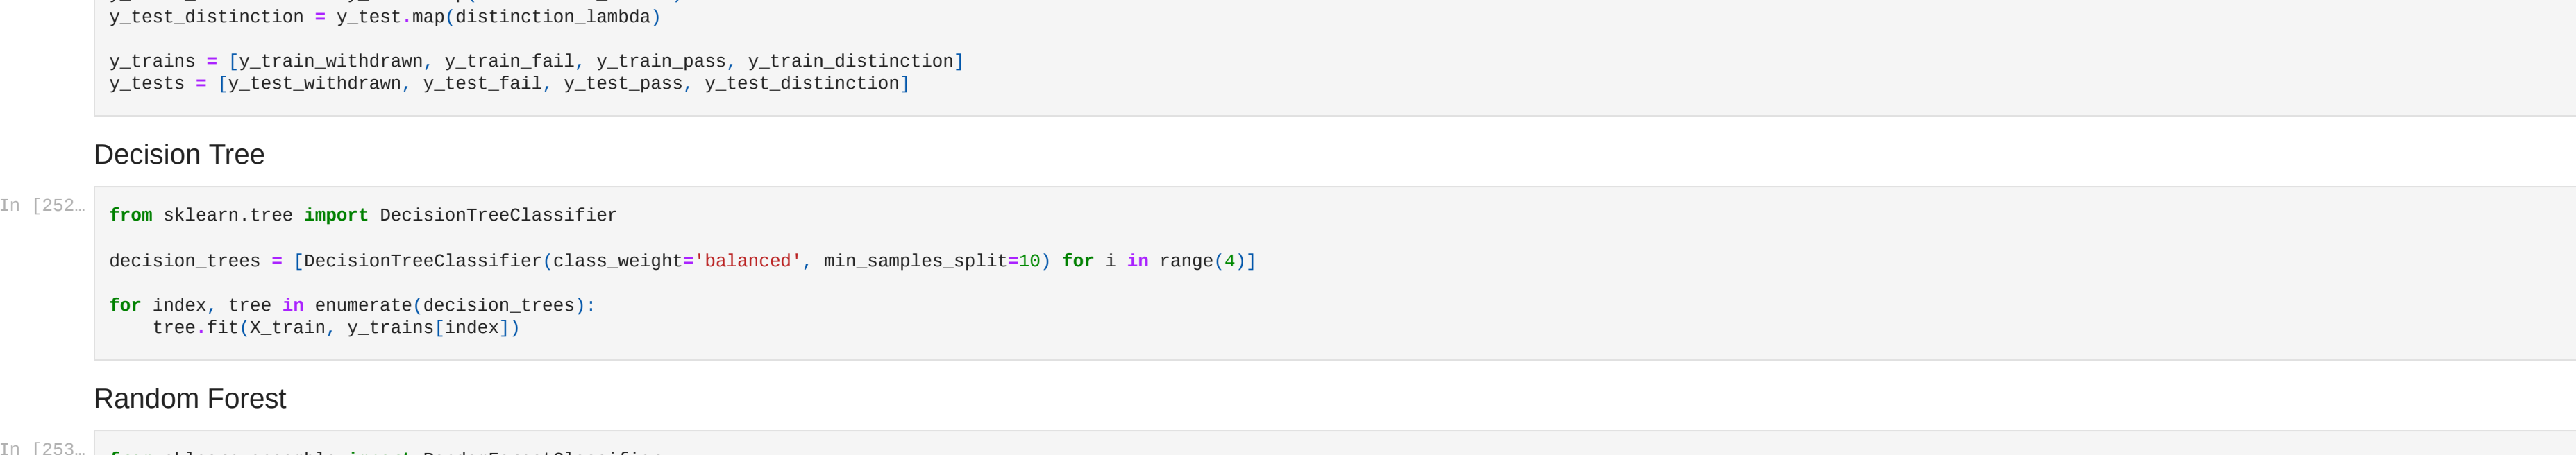 y_test_distinction = y_test.map(distinction_lambda)
y_trains = [y_train_withdrawn, y_train_fail, y_train_pass, y_train_distinction]
y_tests = [y_test_withdrawn, y_test_fail, y_test_pass, y_test_distinction]
Decision Tree
In [252…
from sklearn.tree import DecisionTreeClassifier
decision_trees = [DecisionTreeClassifier(class_weight='balanced', min_samples_split=10) for i in range(4)]
for index, tree in enumerate(decision_trees):
    tree.fit(X_train, y_trains[index])
Random Forest
In [253…